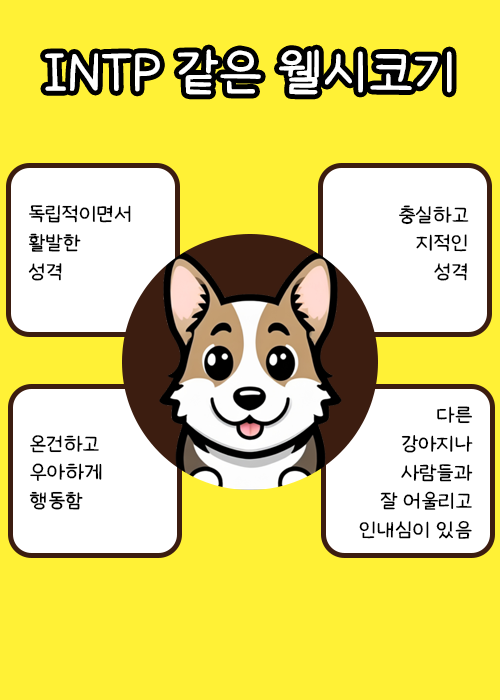 INTP 같은 웰시코기
독립적이면서
활발한
성격
충실하고
지적인
성격
온건하고
우아하게
행동함
다른
강아지나
사람들과
잘 어울리고
인내심이 있음